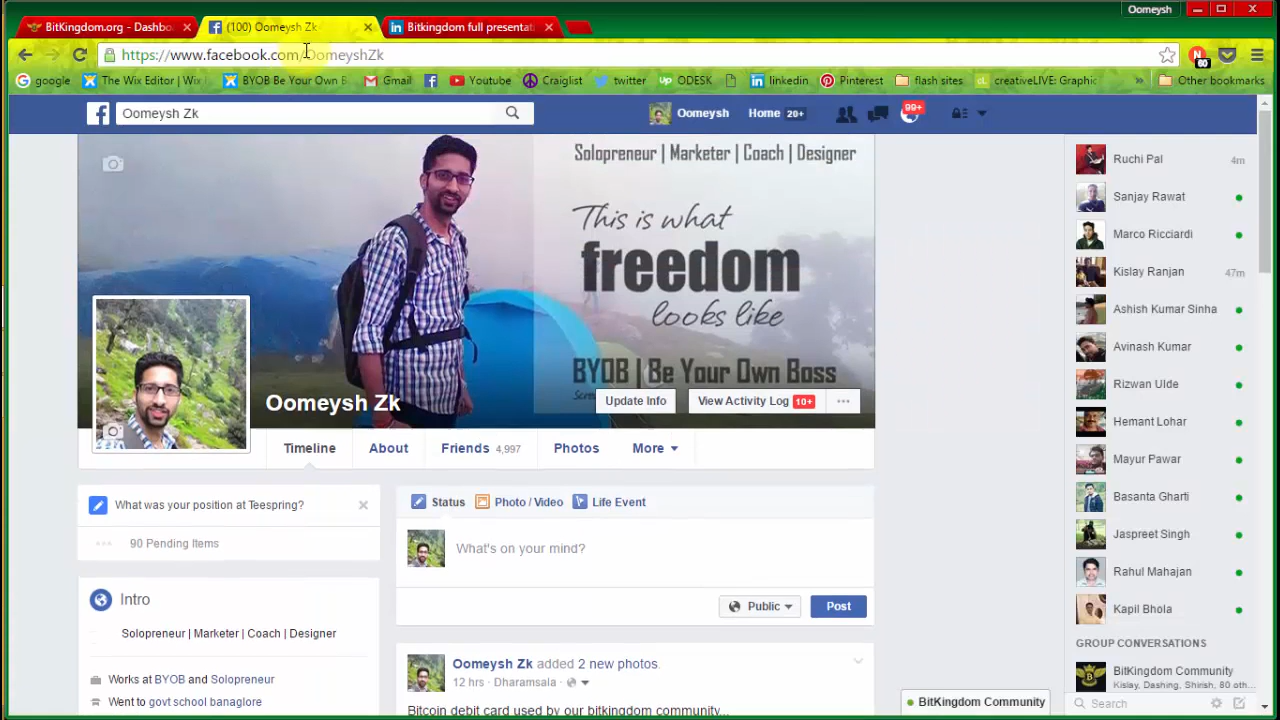 Oomeysh
BitKingdom.org - Dashbo
(100) Oomeysh Zk
Bitkingdom full presentat
https://www.facebook.com/OomeyshZk
N
60
google
The Wix Editor | Wix
BYOB Be Your Own B
Gmail
Youtube
Craiglist
twitter
ODESK
linkedin
Pinterest
flash sites
creativeLIVE: Graphic
»
Other bookmarks
Oomeysh Zk
Oomeysh
Home 20+
99+
Solopreneur | Marketer | Coach | Designer
This is what
freedom
looks like
BYOB | Be Your Own Boss
Update Info
View Activity Log 10+
...
Oomeysh Zk
Timeline
About
Friends 4,997
Photos
More
What was your position at Teespring?
90 Pending Items
Intro
Solopreneur | Marketer | Coach | Designer
Works at BYOB and Solopreneur
Went to govt school banaglore
Status
Photo / Video
Life Event
What's on your mind?
Public
Post
Oomeysh Zk added 2 new photos.
12 hrs · Dharamsala ·
Bitcoin debit card used by our bitkingdom community...
Ruchi Pal 4m
Sanjay Rawat
Marco Ricciardi
Kislay Ranjan 47m
Ashish Kumar Sinha
Avinash Kumar
Rizwan Ulde
Hemant Lohar
Mayur Pawar
Basanta Gharti
Jaspreet Singh
Rahul Mahajan
Kapil Bhola
GROUP CONVERSATIONS
BitKingdom Community
Kislay, Dashing, Shirish, 80 oth...
BitKingdom Community
Search